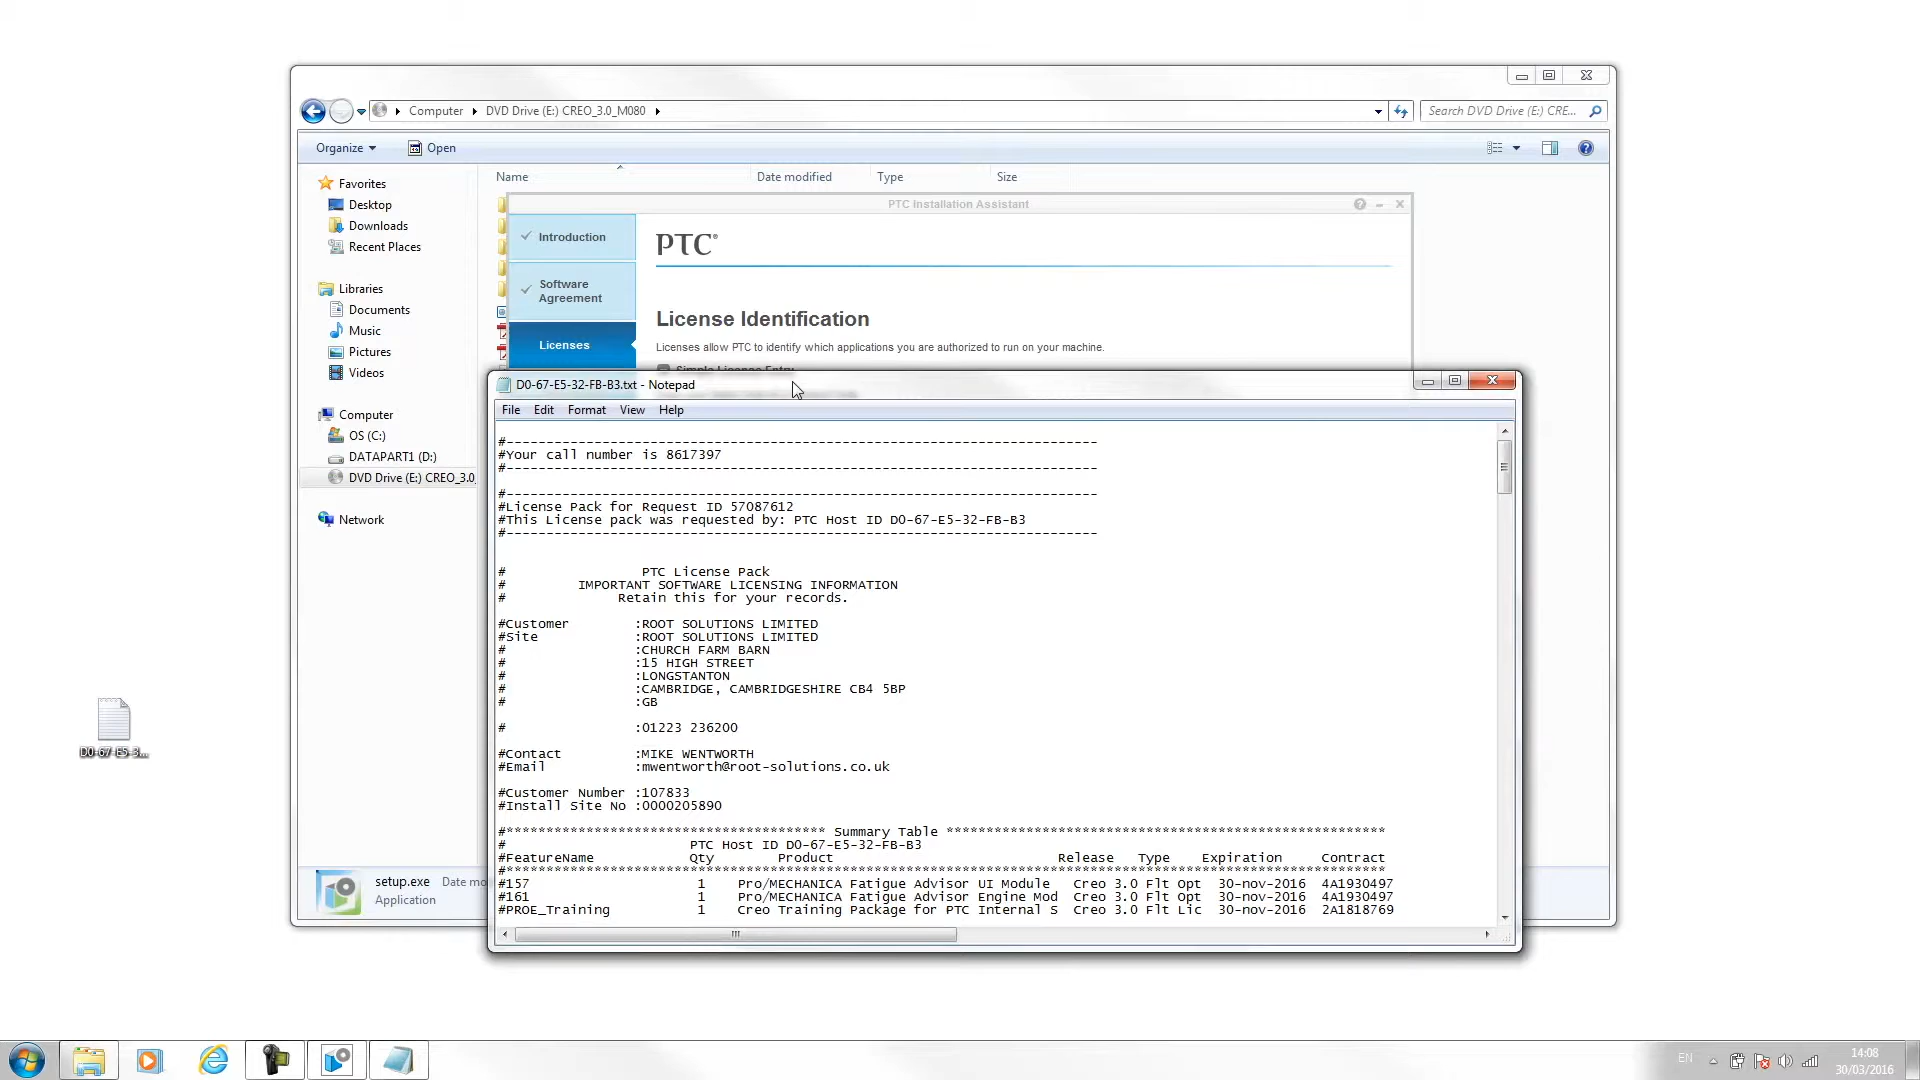 Computer DVD Drive (E:) CREO_3.0_M080
Search DVD Drive (E:) CRE...
Organize Open
Name Date modified Type Size
Favorites
Desktop
Downloads
Recent Places
Libraries
Documents
Music
Pictures
Videos
Computer
OS (C:)
DATAPART1 (D:)
DVD Drive (E:) CREO_3.0_
Network
PTC Installation Assistant
Introduction
Software
Agreement
Licenses
PTC®
License Identification
Licenses allow PTC to identify which applications you are authorized to run on your machine.
Simple License Entry
D0-67-E5-32-FB-B3.txt - Notepad
File Edit Format View Help
#--------------------------------------------------------------------------
#Your call number is 8617397
#--------------------------------------------------------------------------
#--------------------------------------------------------------------------
#License Pack for Request ID 57087612
#This License pack was requested by: PTC Host ID D0-67-E5-32-FB-B3
#--------------------------------------------------------------------------
# PTC License Pack
# IMPORTANT SOFTWARE LICENSING INFORMATION
# Retain this for your records.
#Customer :ROOT SOLUTIONS LIMITED
#Site :ROOT SOLUTIONS LIMITED
# :CHURCH FARM BARN
# :15 HIGH STREET
# :LONGSTANTON
# :CAMBRIDGE, CAMBRIDGESHIRE CB4 5BP
# :GB
# :01223 236200
#Contact :MIKE WENTWORTH
#Email :mwentworth@root-solutions.co.uk
#Customer Number :107833
#Install Site No :0000205890
#**************************************** Summary Table *******************************************************
# PTC Host ID D0-67-E5-32-FB-B3
#FeatureName Qty Product Release Type Expiration Contract
#**************************************************************************************************************
#157 1 Pro/MECHANICA Fatigue Advisor UI Module Creo 3.0 Flt Opt 30-nov-2016 4A1930497
#161 1 Pro/MECHANICA Fatigue Advisor Engine Mod Creo 3.0 Flt Opt 30-nov-2016 4A1930497
#PROE_Training 1 Creo Training Package for PTC Internal S Creo 3.0 Flt Lic 30-nov-2016 2A1818769
D0-67-E5-3...
setup.exe Date mo
Application
EN
14:08
30/03/2016